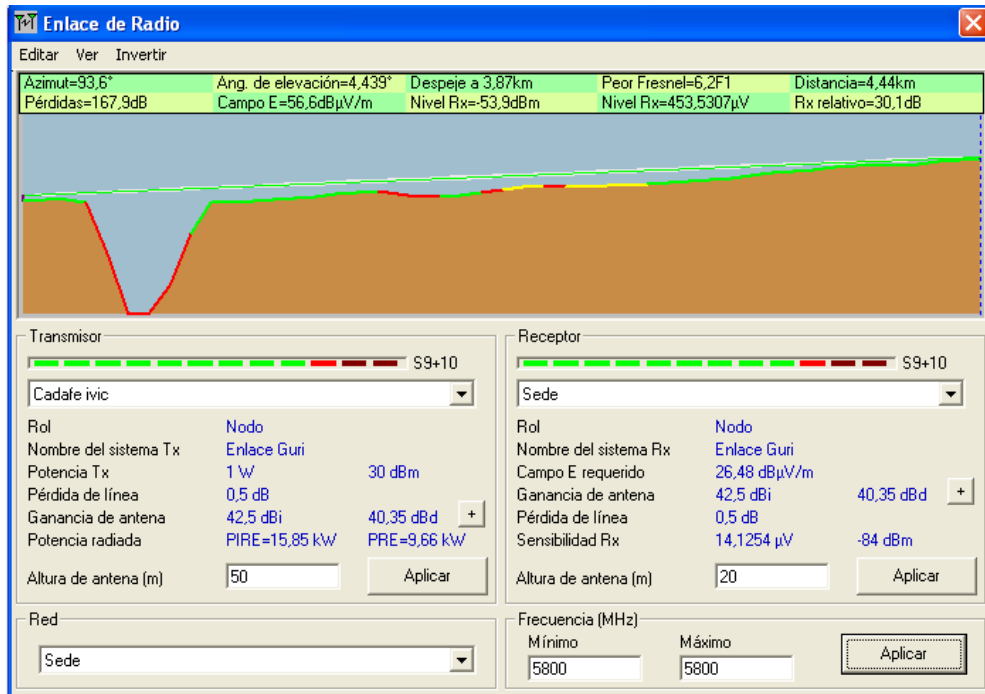 Enlace de Radio
Editar Ver Invertir
Azimut=93,6° Ang. de elevación=4,439° Despeje a 3,87km Peor Fresnel=6,2F1 Distancia=4,44km
Pérdidas=167,9dB Campo E=56,6dBµV/m Nivel Rx=-53,9dBm Nivel Rx=453,5307µV Rx relativo=30,1dB
Transmisor
S9+10
Cadafe ivic
Rol Nodo
Nombre del sistema Tx Enlace Guri
Potencia Tx 1 W 30 dBm
Pérdida de línea 0,5 dB
Ganancia de antena 42,5 dBi 40,35 dBd +
Potencia radiada PIRE=15,85 kW PRE=9,66 kW
Altura de antena (m) 50 Aplicar
Receptor
S9+10
Sede
Rol Nodo
Nombre del sistema Rx Enlace Guri
Campo E requerido 26,48 dBµV/m
Ganancia de antena 42,5 dBi 40,35 dBd +
Pérdida de línea 0,5 dB
Sensibilidad Rx 14,1254 µV -84 dBm
Altura de antena (m) 20 Aplicar
Red
Sede
Frecuencia (MHz)
Mínimo Máximo
5800 5800 Aplicar